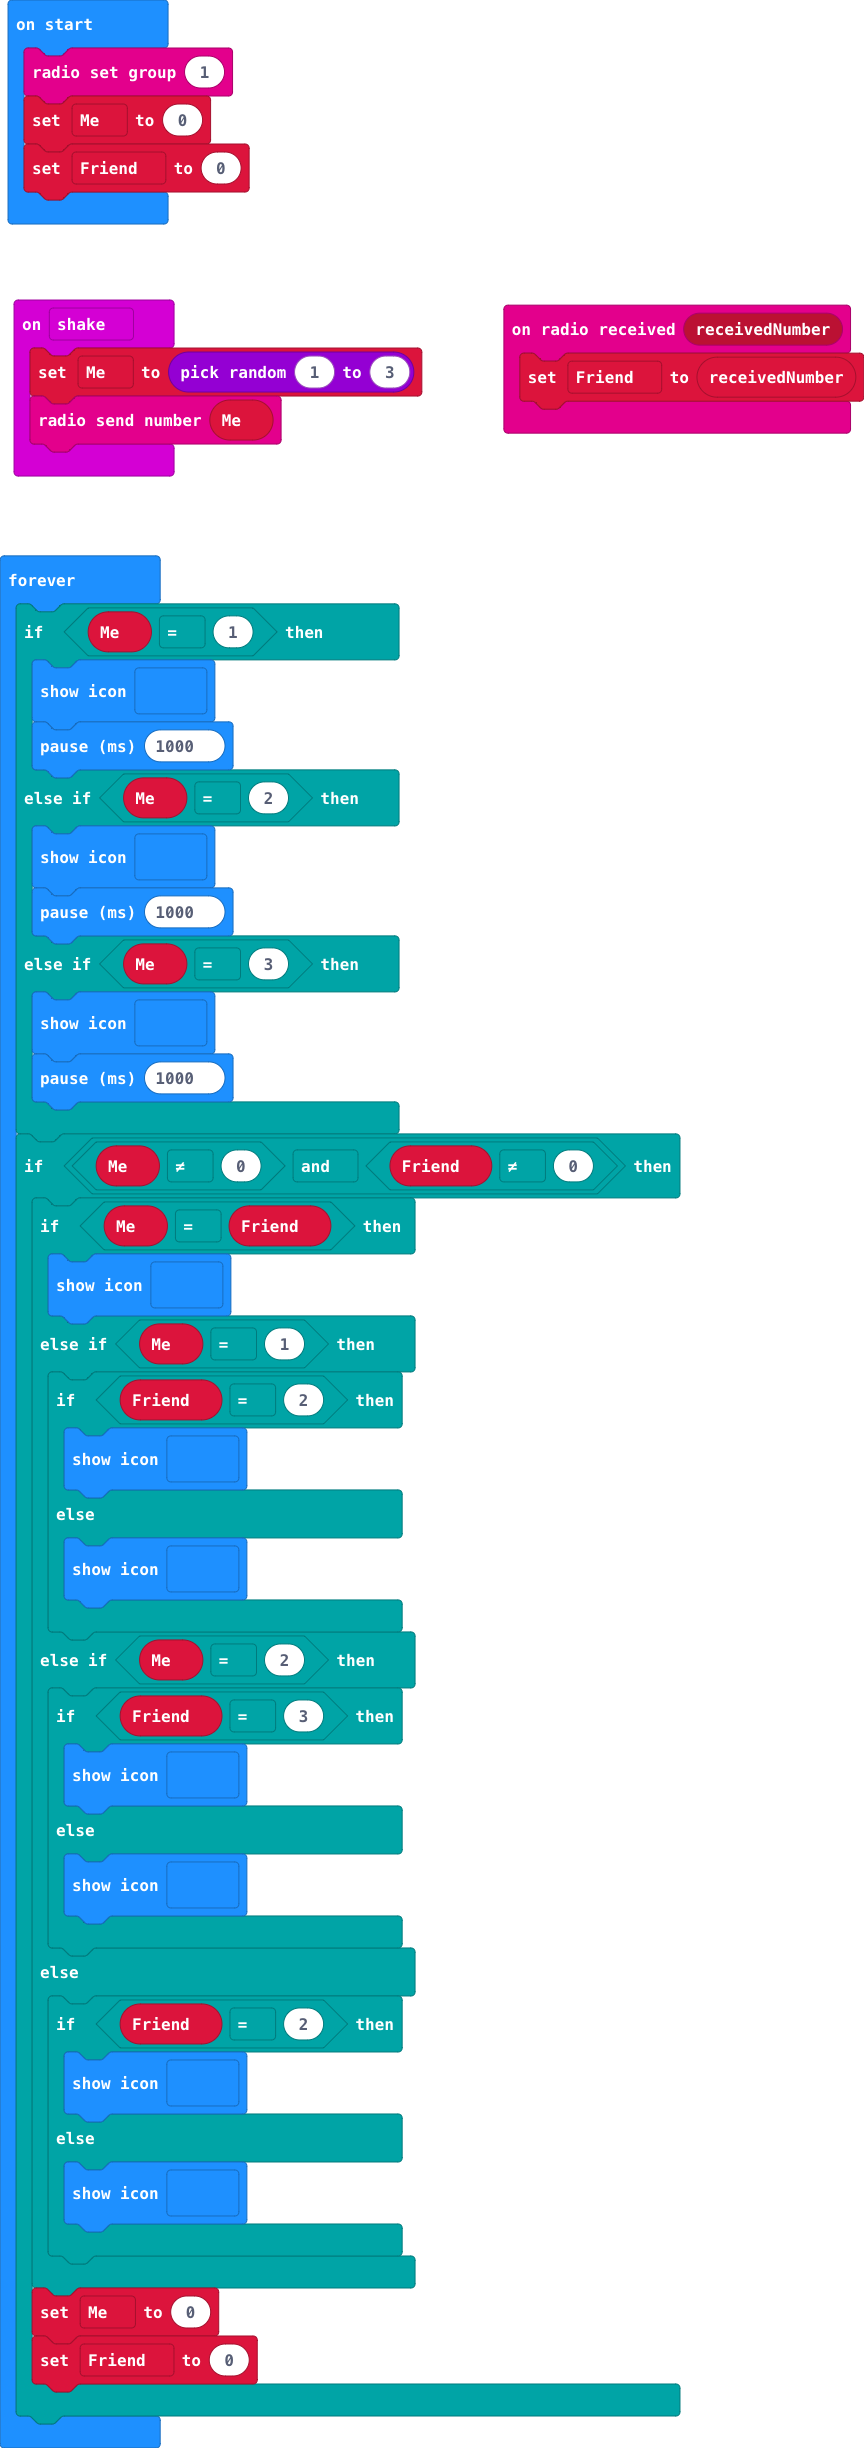 on start
radio set group 1
set Me to 0
set Friend to 0
on shake
set Me to pick random 1 to 3
radio send number Me
on radio received receivedNumber
set Friend to receivedNumber
forever
if Me = 1 then
show icon
pause (ms) 1000
else if Me = 2 then
show icon
pause (ms) 1000
else if Me = 3 then
show icon
pause (ms) 1000
if Me ≠ 0 and Friend ≠ 0 then
if Me = Friend then
show icon
else if Me = 1 then
if Friend = 2 then
show icon
else
show icon
else if Me = 2 then
if Friend = 3 then
show icon
else
show icon
else
if Friend = 2 then
show icon
else
show icon
set Me to 0
set Friend to 0